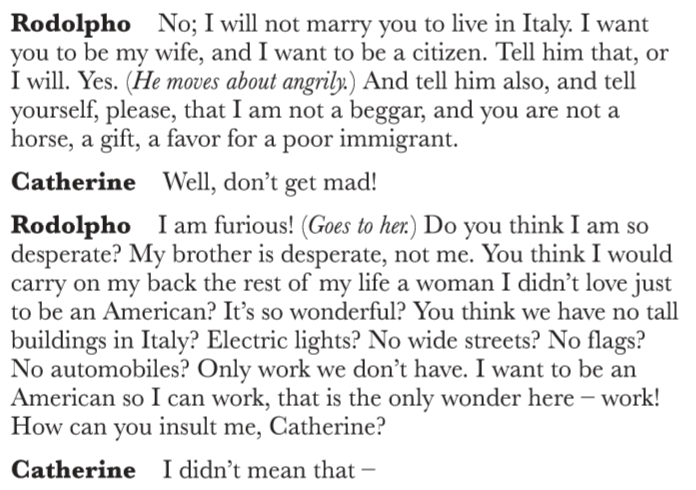 Rodolpho No; I will not marry you to live in Italy. I want
you to be my wife, and I want to be a citizen. Tell him that, or
I will. Yes. (He moves about angrily.) And tell him also, and tell
yourself, please, that I am not a beggar, and you are not a
horse, a gift, a favor for a poor immigrant.
Catherine Well, don’t get mad!
Rodolpho I am furious! (Goes to her.) Do you think I am so
desperate? My brother is desperate, not me. You think I would
carry on my back the rest of my life a woman I didn’t love just
to be an American? It’s so wonderful? You think we have no tall
buildings in Italy? Electric lights? No wide streets? No flags?
No automobiles? Only work we don’t have. I want to be an
American so I can work, that is the only wonder here – work!
How can you insult me, Catherine?
Catherine I didn’t mean that –